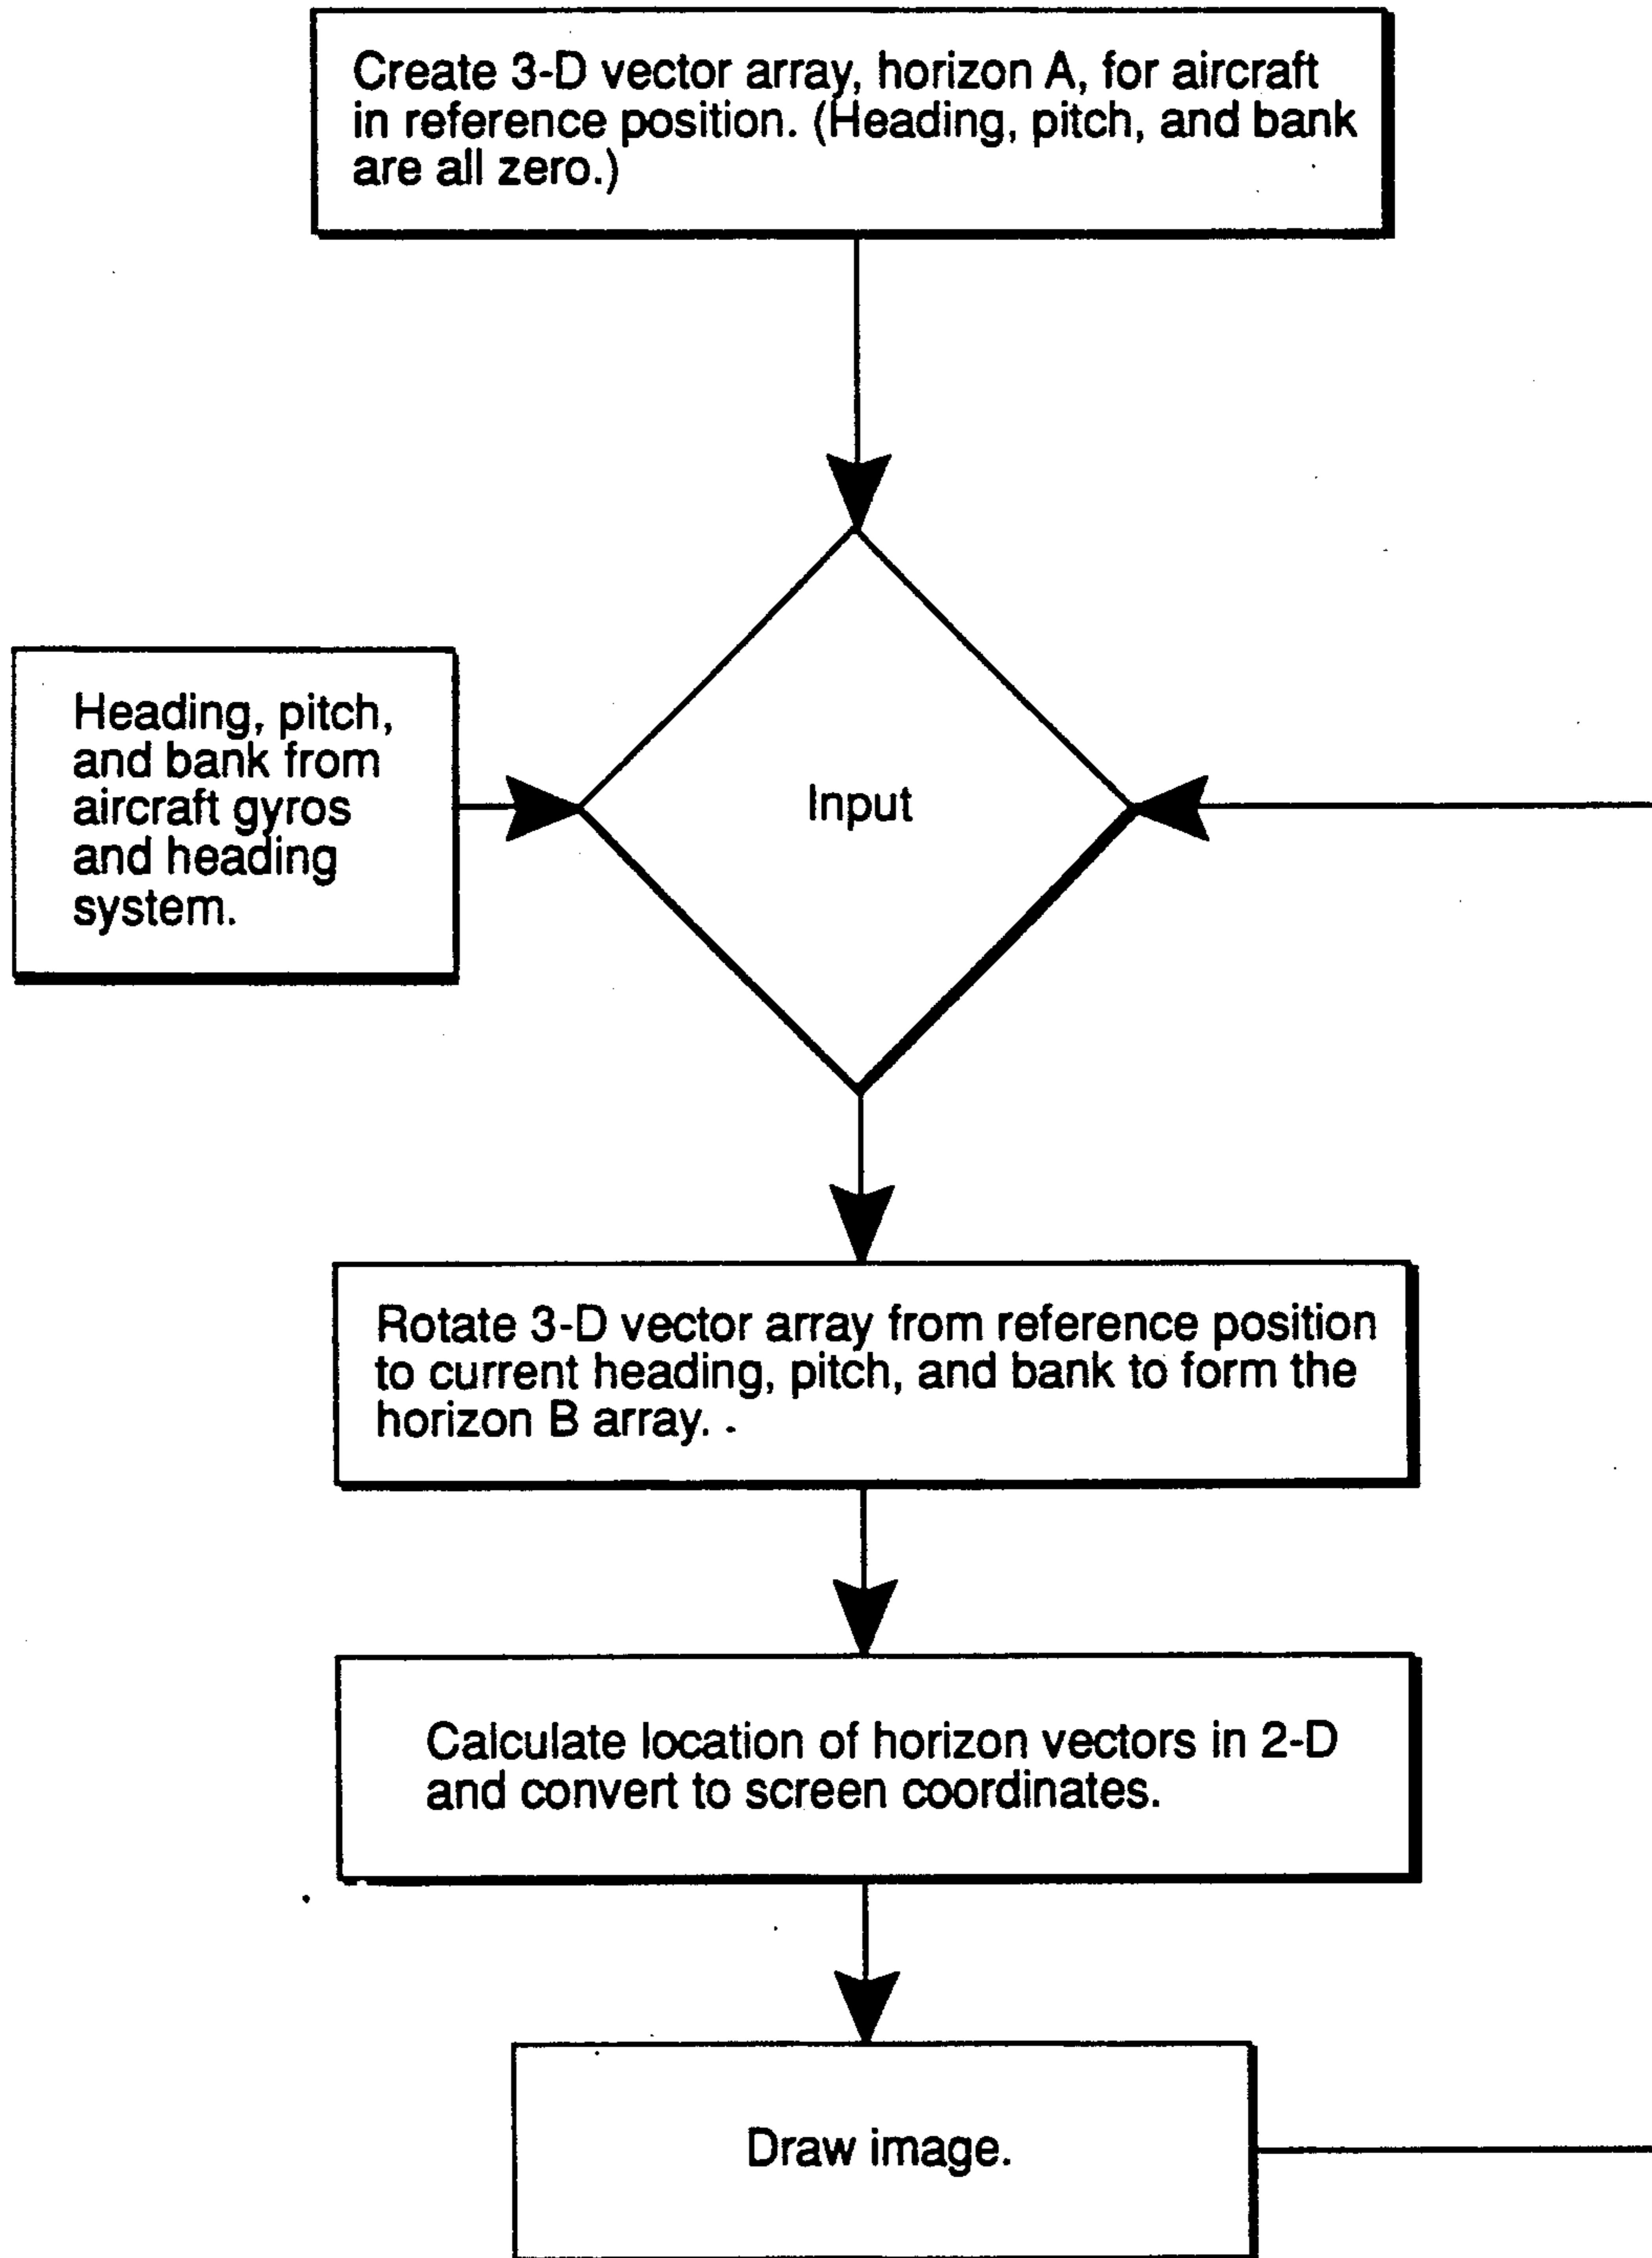 Create 3-D vector array, horizon A, for aircraft
in reference position. (Heading, pitch, and bank
are all zero.)
Heading, pitch,
and bank from
aircraft gyros
and heading
system.
Input
Rotate 3-D vector array from reference position
to current heading, pitch, and bank to form the
horizon B array.
Calculate location of horizon vectors in 2-D
and convert to screen coordinates.
Draw image.